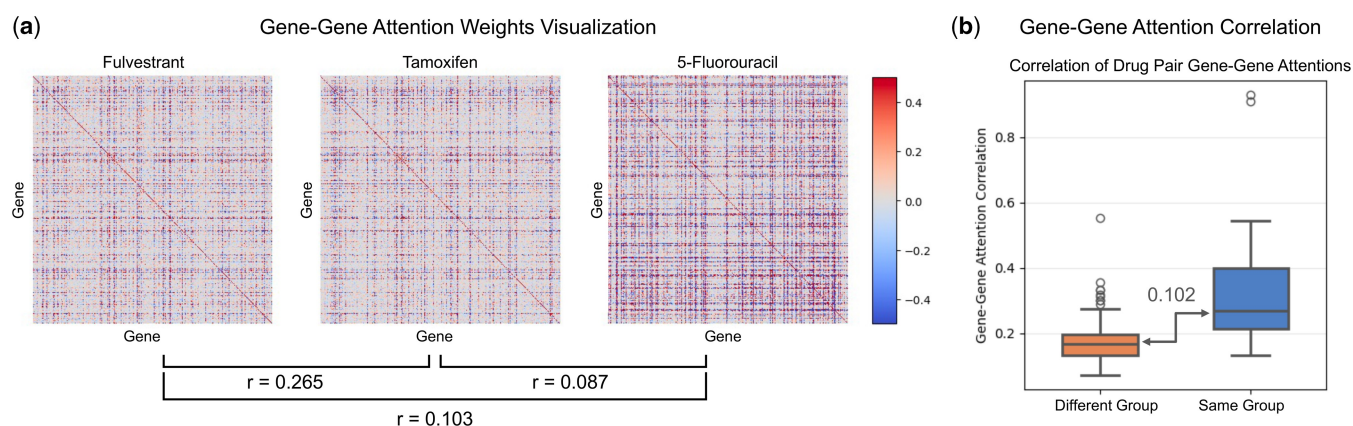 (a)
Gene-Gene Attention Weights Visualization
Fulvestrant
Tamoxifen
5-Fluorouracil
Gene
Gene
Gene
Gene
Gene
Gene
0.4
0.2
0.0
−0.2
−0.4
r = 0.265
r = 0.087
r = 0.103
(b)
Gene-Gene Attention Correlation
Correlation of Drug Pair Gene-Gene Attentions
Gene-Gene Attention Correlation
0.8
0.6
0.4
0.2
0.102
Different Group
Same Group